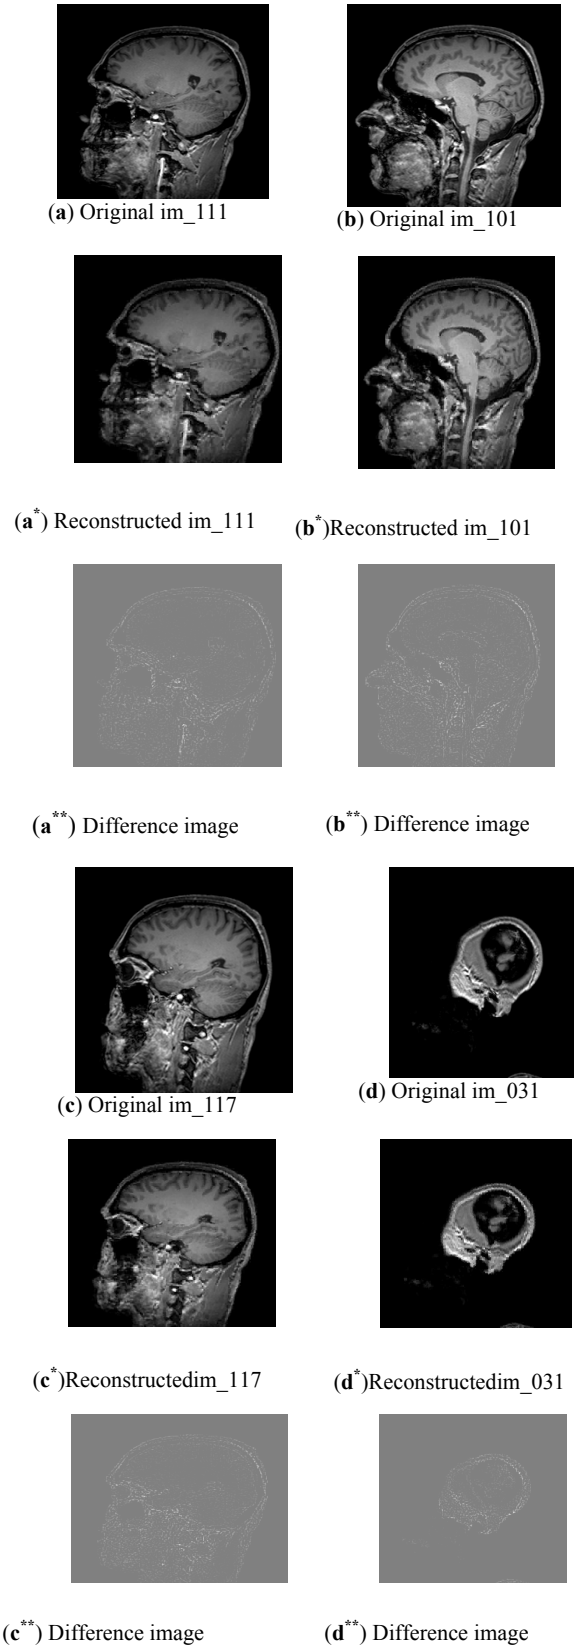 (a) Original im_111
(b) Original im_101
(a*) Reconstructed im_111
(b*)Reconstructed im_101
(a**) Difference image
(b**) Difference image
(c) Original im_117
(d) Original im_031
(c*)Reconstructedim_117
(d*)Reconstructedim_031
(c**) Difference image
(d**) Difference image